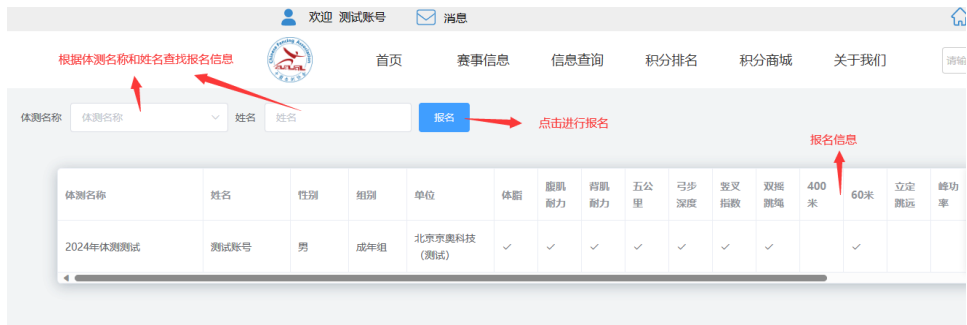 欢迎 测试账号 消息
根据体测名称和姓名查找报名信息
首页 赛事信息 信息查询 积分排名 积分商城 关于我们 请输
体测名称 体测名称 姓名 姓名 报名 点击进行报名
报名信息
体测名称 姓名 性别 组别 单位 体脂 腹肌耐力 背肌耐力 五公里 弓步深度 竖叉指数 双摇跳绳 400米 60米 立定跳远 峰功率
2024年体测测试 测试账号 男 成年组 北京京奥科技（测试） ✓ ✓ ✓ ✓ ✓ ✓ ✓ ✓